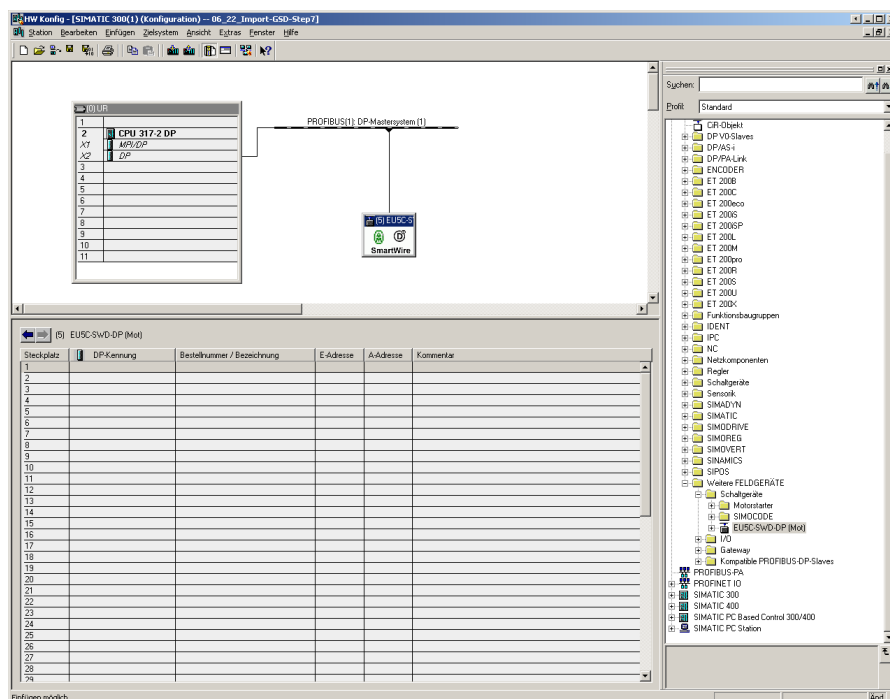 HW Konfig - [SIMATIC 300(1) (Konfiguration) -- 06_22_Import-GSD-Step7]
Station Bearbeiten Einfügen Zielsystem Ansicht Extras Fenster Hilfe
(0) UR
1
2 CPU 317-2 DP
X1 MPI/DP
X2 DP
3
4
5
6
7
8
9
10
11
PROFIBUS(1): DP-Mastersystem (1)
(5) EU5C-S
SmartWire
(5) EU5C-SWD-DP (Mot)
Steckplatz DP-Kennung Bestellnummer / Bezeichnung E-Adresse A-Adresse Kommentar
1
2
3
4
5
6
7
8
9
10
11
12
13
14
15
16
17
18
19
20
21
22
23
24
25
26
27
28
29
Suchen:
Profil: Standard
CiR-Objekt
DP V0-Slaves
DP/AS-i
DP/PA-Link
ENCODER
ET 200B
ET 200C
ET 200eco
ET 200iS
ET 200iSP
ET 200L
ET 200M
ET 200pro
ET 200R
ET 200S
ET 200U
ET 200X
Funktionsbaugruppen
IDENT
IPC
NC
Netzkomponenten
Regler
Schaltgeräte
Sensorik
SIMADYN
SIMATIC
SIMODRIVE
SIMOREG
SIMOVERT
SINAMICS
SIPOS
Weitere FELDGERÄTE
Schaltgeräte
Motorstarter
SIMOCODE
EU5C-SWD-DP (Mot)
I/O
Gateway
Kompatible PROFIBUS-DP-Slaves
PROFIBUS-PA
PROFINET IO
SIMATIC 300
SIMATIC 400
SIMATIC PC Based Control 300/400
SIMATIC PC Station
Einfügen möglich
Änd